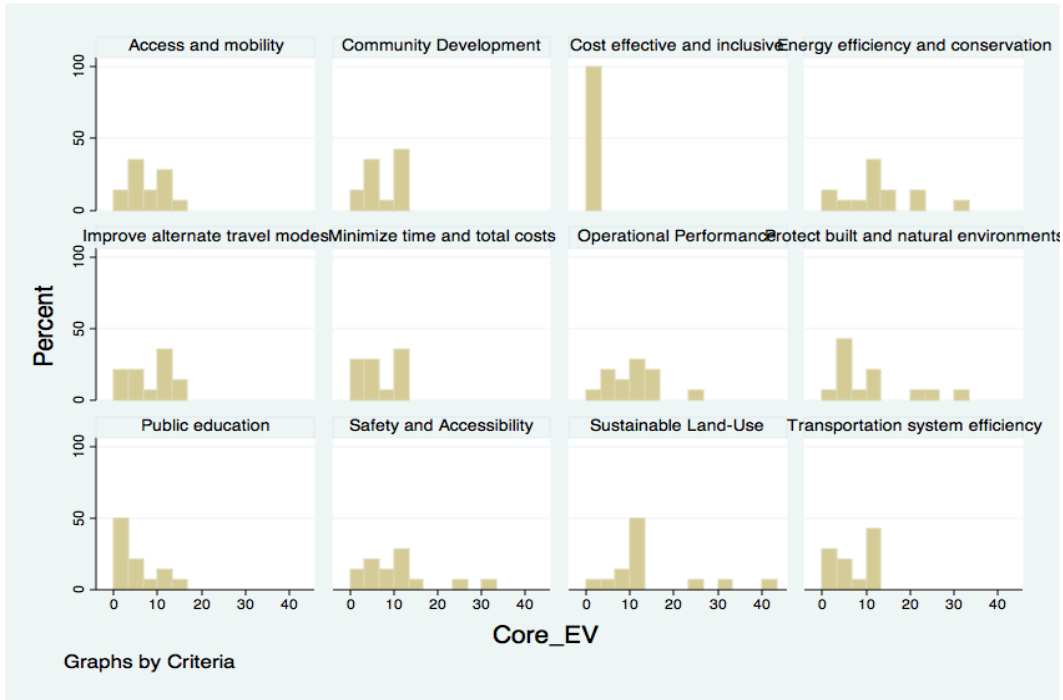 Access and mobility
Community Development
Cost effective and inclusive
Energy efficiency and conservation
100
50
0
Improve alternate travel modes
Minimize time and total costs
Operational Performance
Protect built and natural environments
100
50
0
Percent
Public education
Safety and Accessibility
Sustainable Land-Use
Transportation system efficiency
100
50
0
0 10 20 30 40
0 10 20 30 40
0 10 20 30 40
0 10 20 30 40
Core_EV
Graphs by Criteria